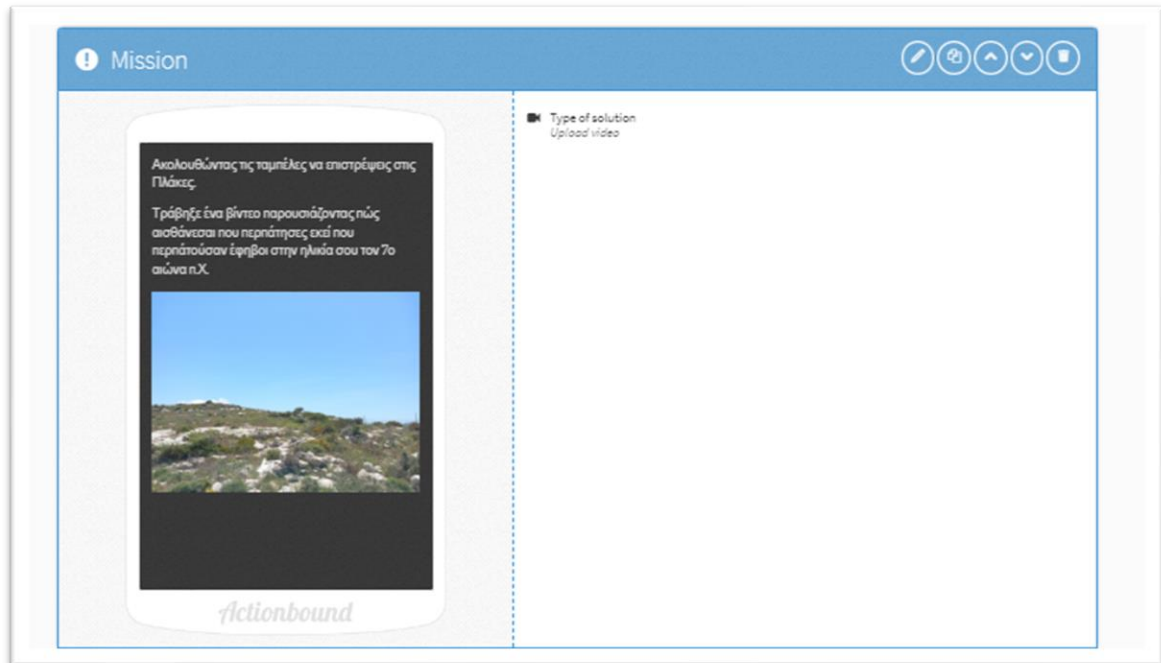 Mission
Ακολουθώντας τις ταμπέλες να επιστρέψεις στις
Πλάκες.
Τράβηξε ένα βίντεο παρουσιάζοντας πώς
αισθάνεσαι που περπάτησες εκεί που
περπάτούσαν έφηβοι στην ηλικία σου τον 7ο
αιώνα π.Χ.
Actionbound
Type of solution
Upload video